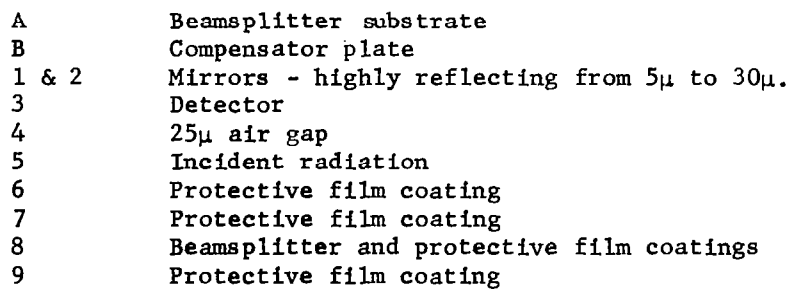 A Beamsplitter substrate
B Compensator plate
1 & 2 Mirrors - highly reflecting from 5μ to 30μ.
3 Detector
4 25μ air gap
5 Incident radiation
6 Protective film coating
7 Protective film coating
8 Beamsplitter and protective film coatings
9 Protective film coating